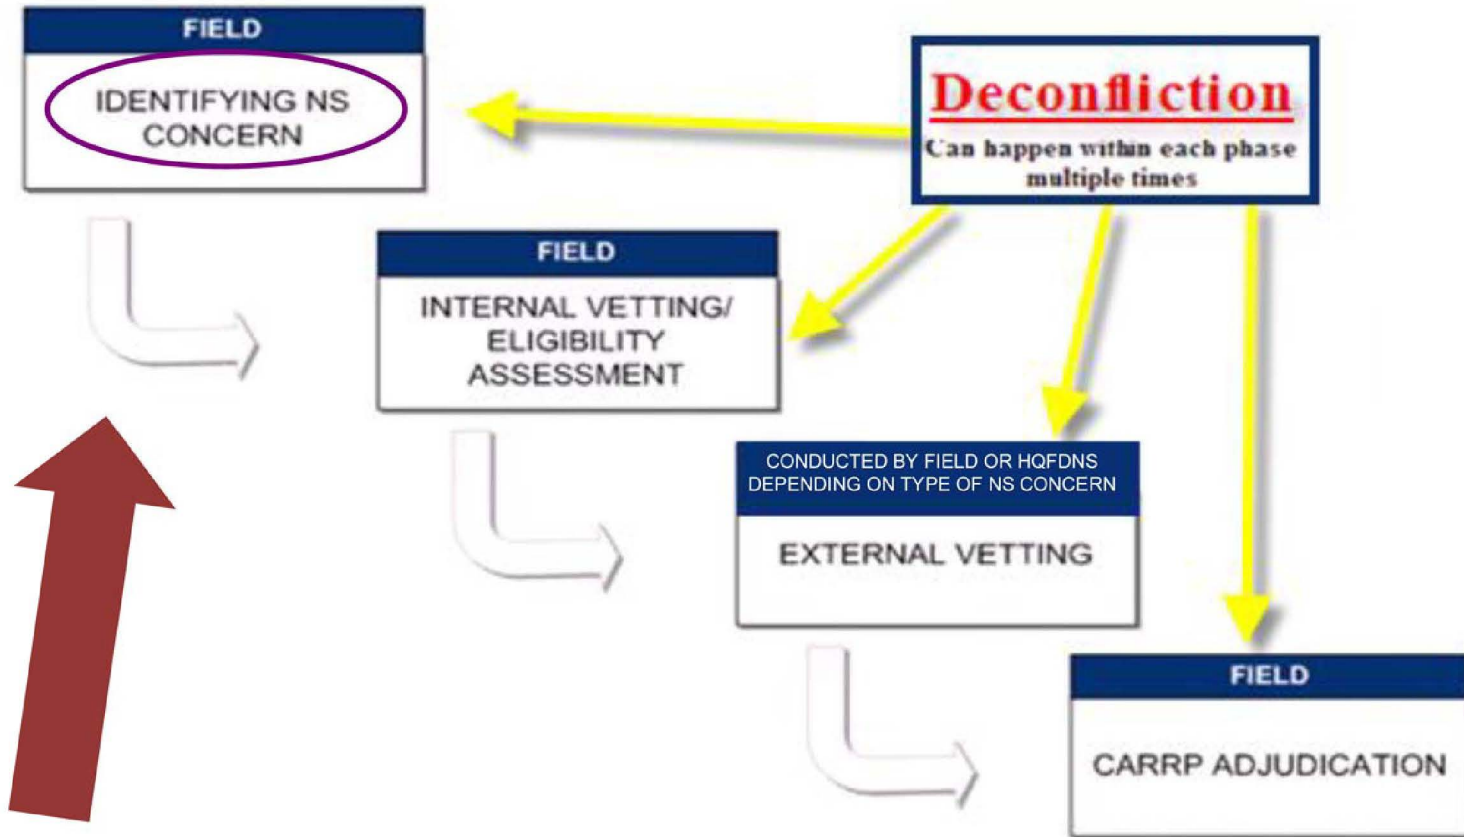 FIELD
IDENTIFYING NS
CONCERN
Deconfliction
Can happen within each phase
multiple times
FIELD
INTERNAL VETTING/
ELIGIBILITY
ASSESSMENT
CONDUCTED BY FIELD OR HQFDNS
DEPENDING ON TYPE OF NS CONCERN
EXTERNAL VETTING
FIELD
CARRP ADJUDICATION